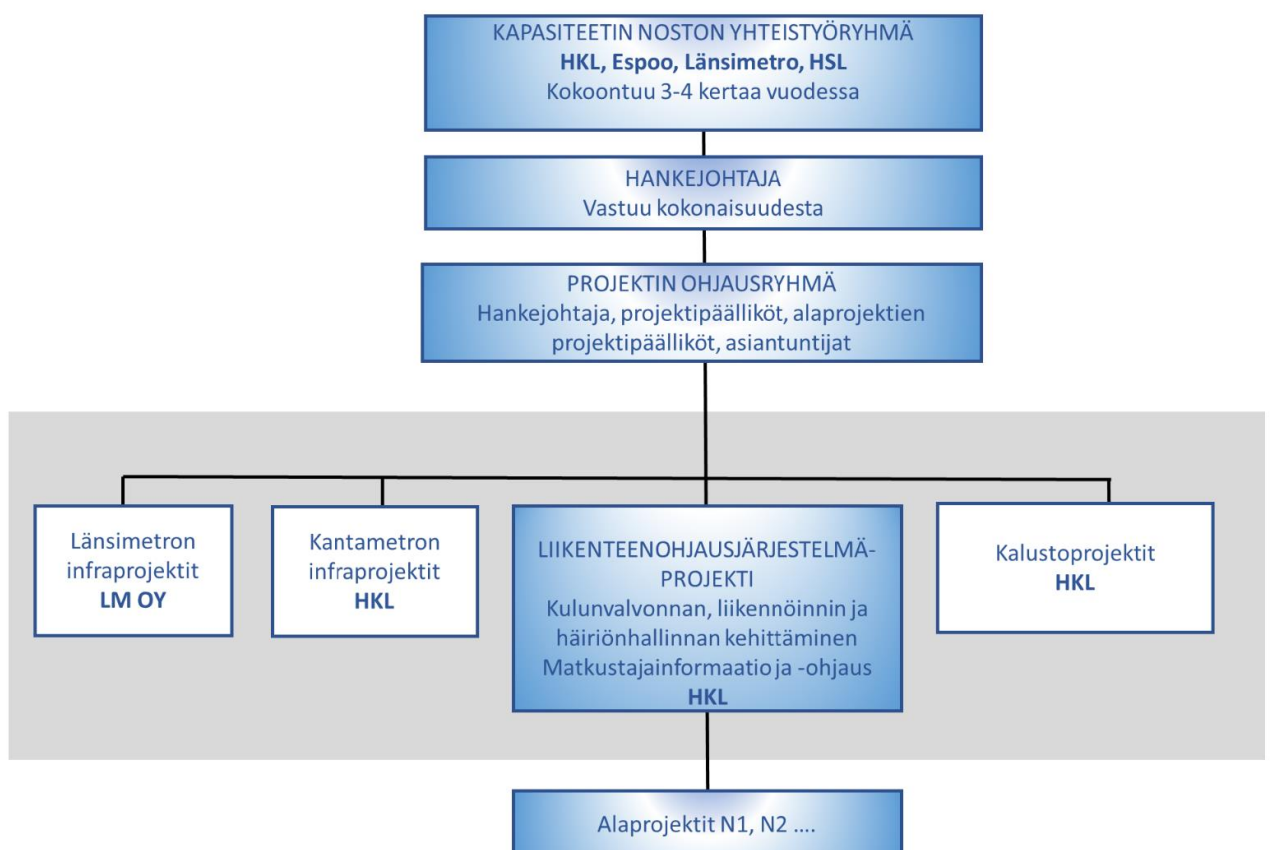 KAPASITEETIN NOSTON YHTEISTYÖRYHMÄ
HKL, Espoo, Länsimetro, HSL
Kokoontuu 3-4 kertaa vuodessa
HANKEJOHTAJA
Vastuu kokonaisuudesta
PROJEKTIN OHJAUSRYHMÄ
Hankejohtaja, projektipäälliköt, alaprojektien
projektipäälliköt, asiantuntijat
Länsimetron
infraprojektit
LM OY
Kantametron
infraprojektit
HKL
LIIKENTEENOHJAUSJÄRJESTELMÄ-
PROJEKTI
Kulunvalvonnan, liikennöinnin ja
häiriönhallinnan kehittäminen
Matkustajainformaatio ja -ohjaus
HKL
Kalustoprojektit
HKL
Alaprojektit N1, N2 ....